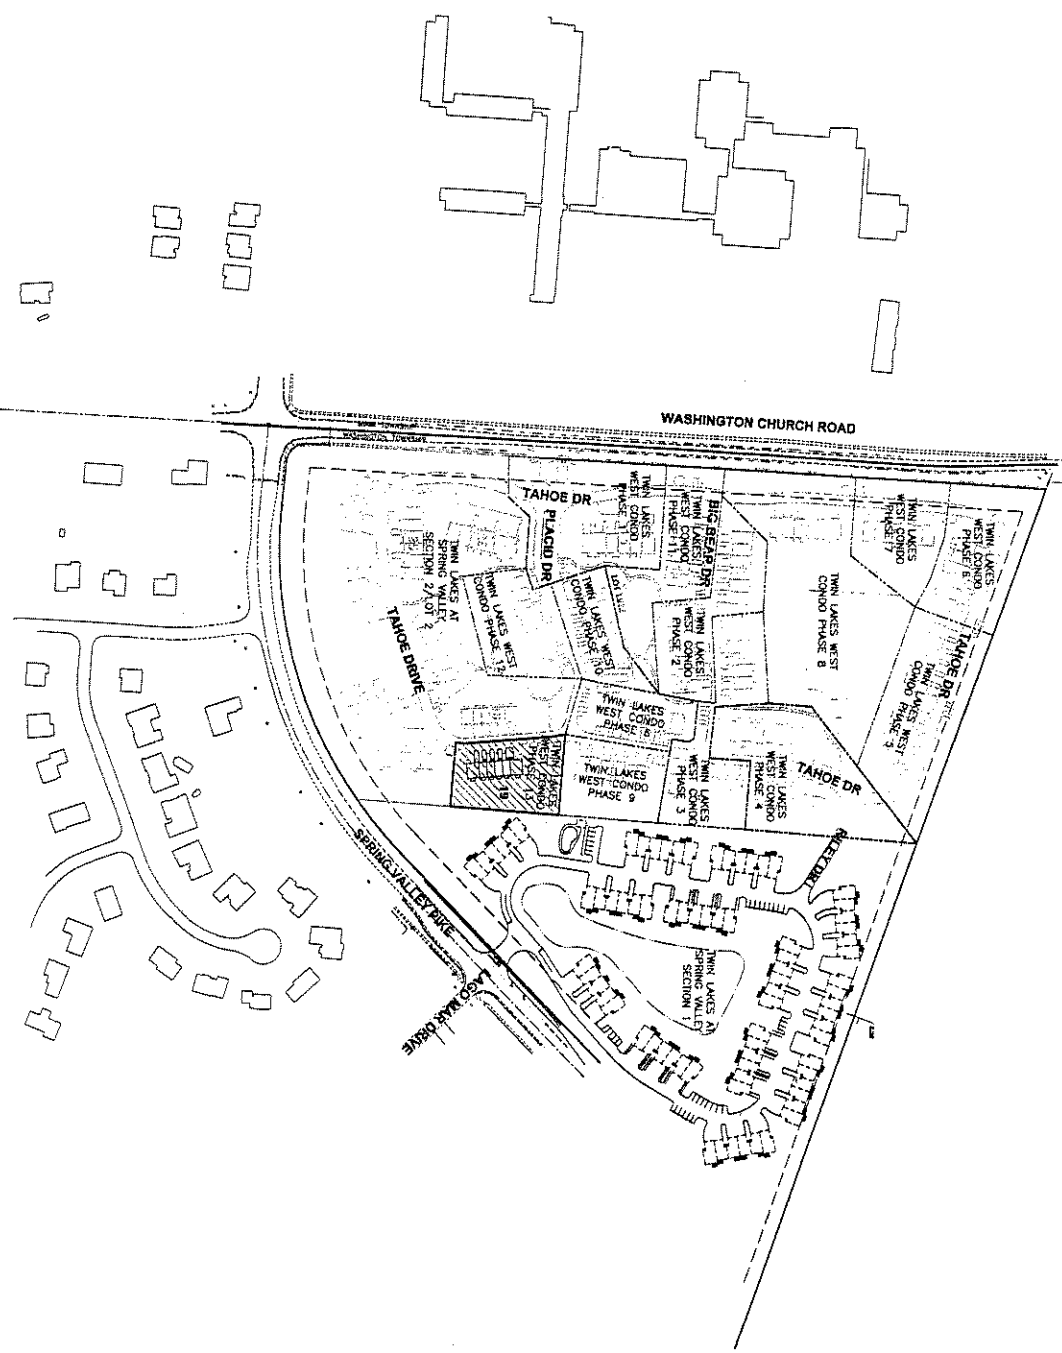 WASHINGTON CHURCH ROAD
WASHINGTON TOWNSHIP
TAHOE DR
PLACID DR
TWIN LAKES
WEST CONDO
PHASE 1
BIG BEAR DR
TWIN LAKES
WEST CONDO
PHASE 11
TWIN LAKES
WEST CONDO
PHASE 7
TWIN LAKES
WEST CONDO
PHASE 6
TWIN LAKES AT
SPRING VALLEY
SECTION 2 LOT 2
TWIN LAKES WEST
CONDO PHASE 12
TWIN LAKES WEST
CONDO PHASE 10
TWIN LAKES
WEST CONDO
PHASE 2
TWIN LAKES WEST
CONDO PHASE 8
TAHOE DR
TWIN LAKES WEST
CONDO PHASE 5
TAHOE DRIVE
TWIN LAKES
WEST CONDO
TWIN LAKES
WEST CONDO
PHASE 13
19
TWIN LAKES
WEST CONDO
PHASE 9
TWIN LAKES
WEST CONDO
PHASE 3
TWIN LAKES
WEST CONDO
PHASE 4
TAHOE DR
SPRING VALLEY PIKE
TWIN LAKES AT
SPRING VALLEY
SECTION 1
LAGO MAR DRIVE